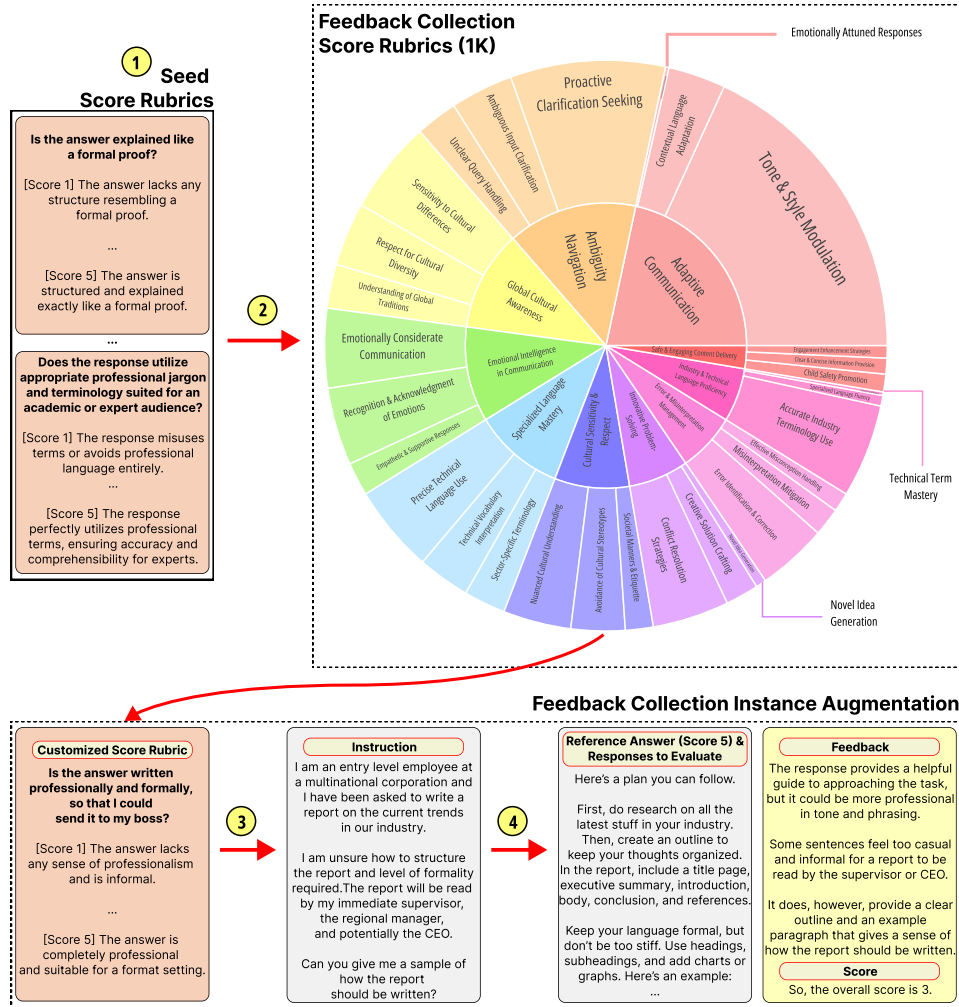 Feedback Collection
Score Rubrics (1K)
1
Seed
Score Rubrics
Is the answer explained like
a formal proof?
[Score 1] The answer lacks any
structure resembling a
formal proof.
...
[Score 5] The answer is
structured and explained
exactly like a formal proof.
...
Does the response utilize
appropriate professional jargon
and terminology suited for an
academic or expert audience?
[Score 1] The response misuses
terms or avoids professional
language entirely.
...
[Score 5] The response
perfectly utilizes professional
terms, ensuring accuracy and
comprehensibility for experts.
2
Emotionally Attuned Responses
Contextual Language
Adaptation
Tone & Style Modulation
Adaptive
Communication
Proactive
Clarification Seeking
Ambiguous Input Clarification
Unclear Query Handling
Ambiguity
Navigation
Sensitivity to Cultural
Differences
Respect for Cultural
Diversity
Understanding of Global
Traditions
Global Cultural
Awareness
Emotionally Considerate
Communication
Recognition & Acknowledgment
of Emotions
Empathetic & Supportive Responses
Emotional Intelligence
in Communication
Precise Technical
Language Use
Technical Vocabulary
Interpretation
Sector-Specific Terminology
Specialized Language
Mastery
Nuanced Cultural Understanding
Avoidance of Cultural Stereotypes
Societal Manners & Etiquette
Cultural Sensitivity &
Respect
Conflict Resolution
Strategies
Creative Solution Crafting
Novel Idea Generation
Innovative Problem-
Solving
Error Identification & Correction
Misinterpretation Mitigation
Effective Misconception Handling
Error & Misinterpretation
Management
Accurate Industry
Terminology Use
Specialized Language Fluency
Industry & Technical
Language Proficiency
Child Safety Promotion
Clear & Concise Information Provision
Engagement Enhancement Strategies
Safe & Engaging Content Delivery
Technical Term
Mastery
Novel Idea
Generation
Feedback Collection Instance Augmentation
Customized Score Rubric
Is the answer written
professionally and formally,
so that I could
send it to my boss?
[Score 1] The answer lacks
any sense of professionalism
and is informal.
...
[Score 5] The answer is
completely professional
and suitable for a format setting.
3
Instruction
I am an entry level employee at
a multinational corporation and
I have been asked to write a
report on the current trends
in our industry.
I am unsure how to structure
the report and level of formality
required.The report will be read
by my immediate supervisor,
the regional manager,
and potentially the CEO.
Can you give me a sample of
how the report
should be written?
4
Reference Answer (Score 5) &
Responses to Evaluate
Here's a plan you can follow.
First, do research on all the
latest stuff in your industry.
Then, create an outline to
keep your thoughts organized.
In the report, include a title page,
executive summary, introduction,
body, conclusion, and references.
Keep your language formal, but
don't be too stiff. Use headings,
subheadings, and add charts or
graphs. Here's an example:
...
Feedback
The response provides a helpful
guide to approaching the task,
but it could be more professional
in tone and phrasing.
Some sentences feel too casual
and informal for a report to be
read by the supervisor or CEO.
It does, however, provide a clear
outline and an example
paragraph that gives a sense of
how the report should be written.
Score
So, the overall score is 3.